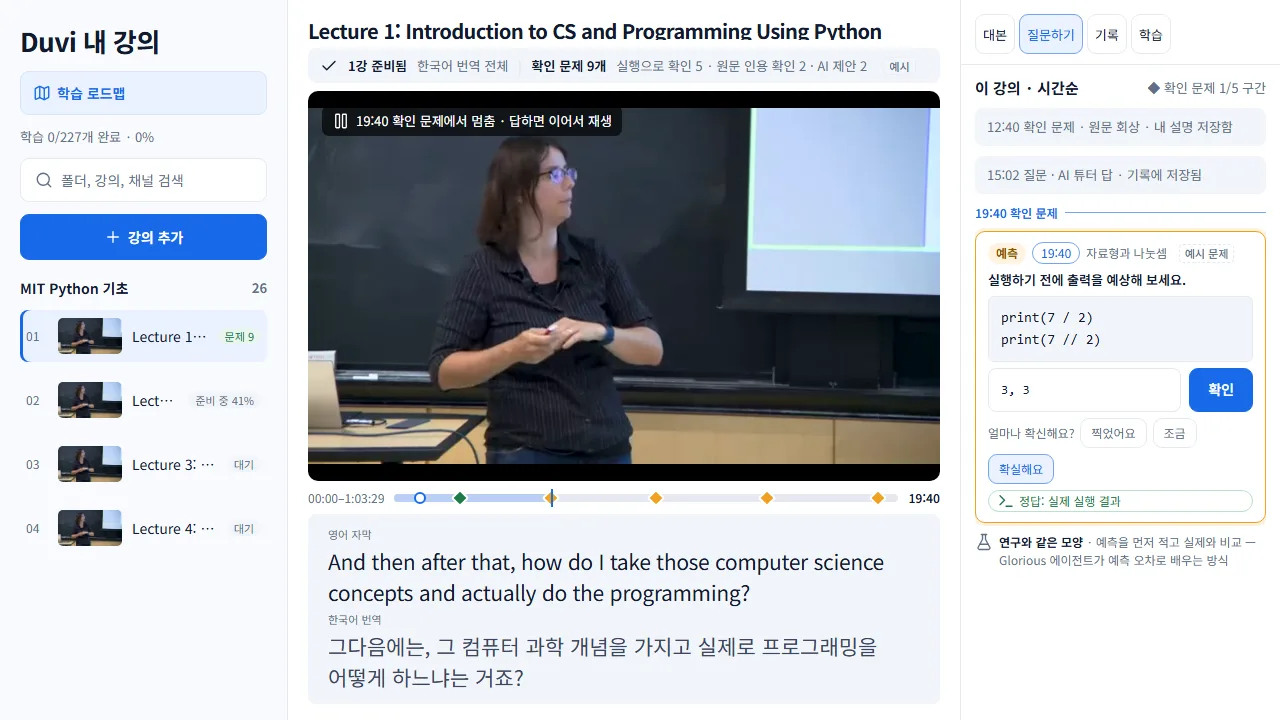 Duvi 내 강의
학습 로드맵
학습 0/227개 완료 · 0%
폴더, 강의, 채널 검색
+ 강의 추가
MIT Python 기초 26
01 Lecture 1··· 문제 9
02 Lect··· 준비 중 41%
03 Lecture 3: ··· 대기
04 Lecture 4: ··· 대기
Lecture 1: Introduction to CS and Programming Using Python
1강 준비됨 한국어 번역 전체 확인 문제 9개 실행으로 확인 5 · 원문 인용 확인 2 · AI 제안 2 예시
19:40 확인 문제에서 멈춤 · 답하면 이어서 재생
00:00–1:03:29 19:40
영어 자막
And then after that, how do I take those computer science
concepts and actually do the programming?
한국어 번역
그다음에는, 그 컴퓨터 과학 개념을 가지고 실제로 프로그래밍을
어떻게 하느냐는 거죠?
대본 질문하기 기록 학습
이 강의 · 시간순 ◆ 확인 문제 1/5 구간
12:40 확인 문제 · 원문 회상 · 내 설명 저장함
15:02 질문 · AI 튜터 답 · 기록에 저장됨
19:40 확인 문제
예측 19:40 자료형과 나눗셈 예시 문제
실행하기 전에 출력을 예상해 보세요.
print(7 / 2)
print(7 // 2)
3, 3 확인
얼마나 확신해요? 찍었어요 조금
확실해요
정답: 실제 실행 결과
연구와 같은 모양 · 예측을 먼저 적고 실제와 비교 —
Glorious 에이전트가 예측 오차로 배우는 방식